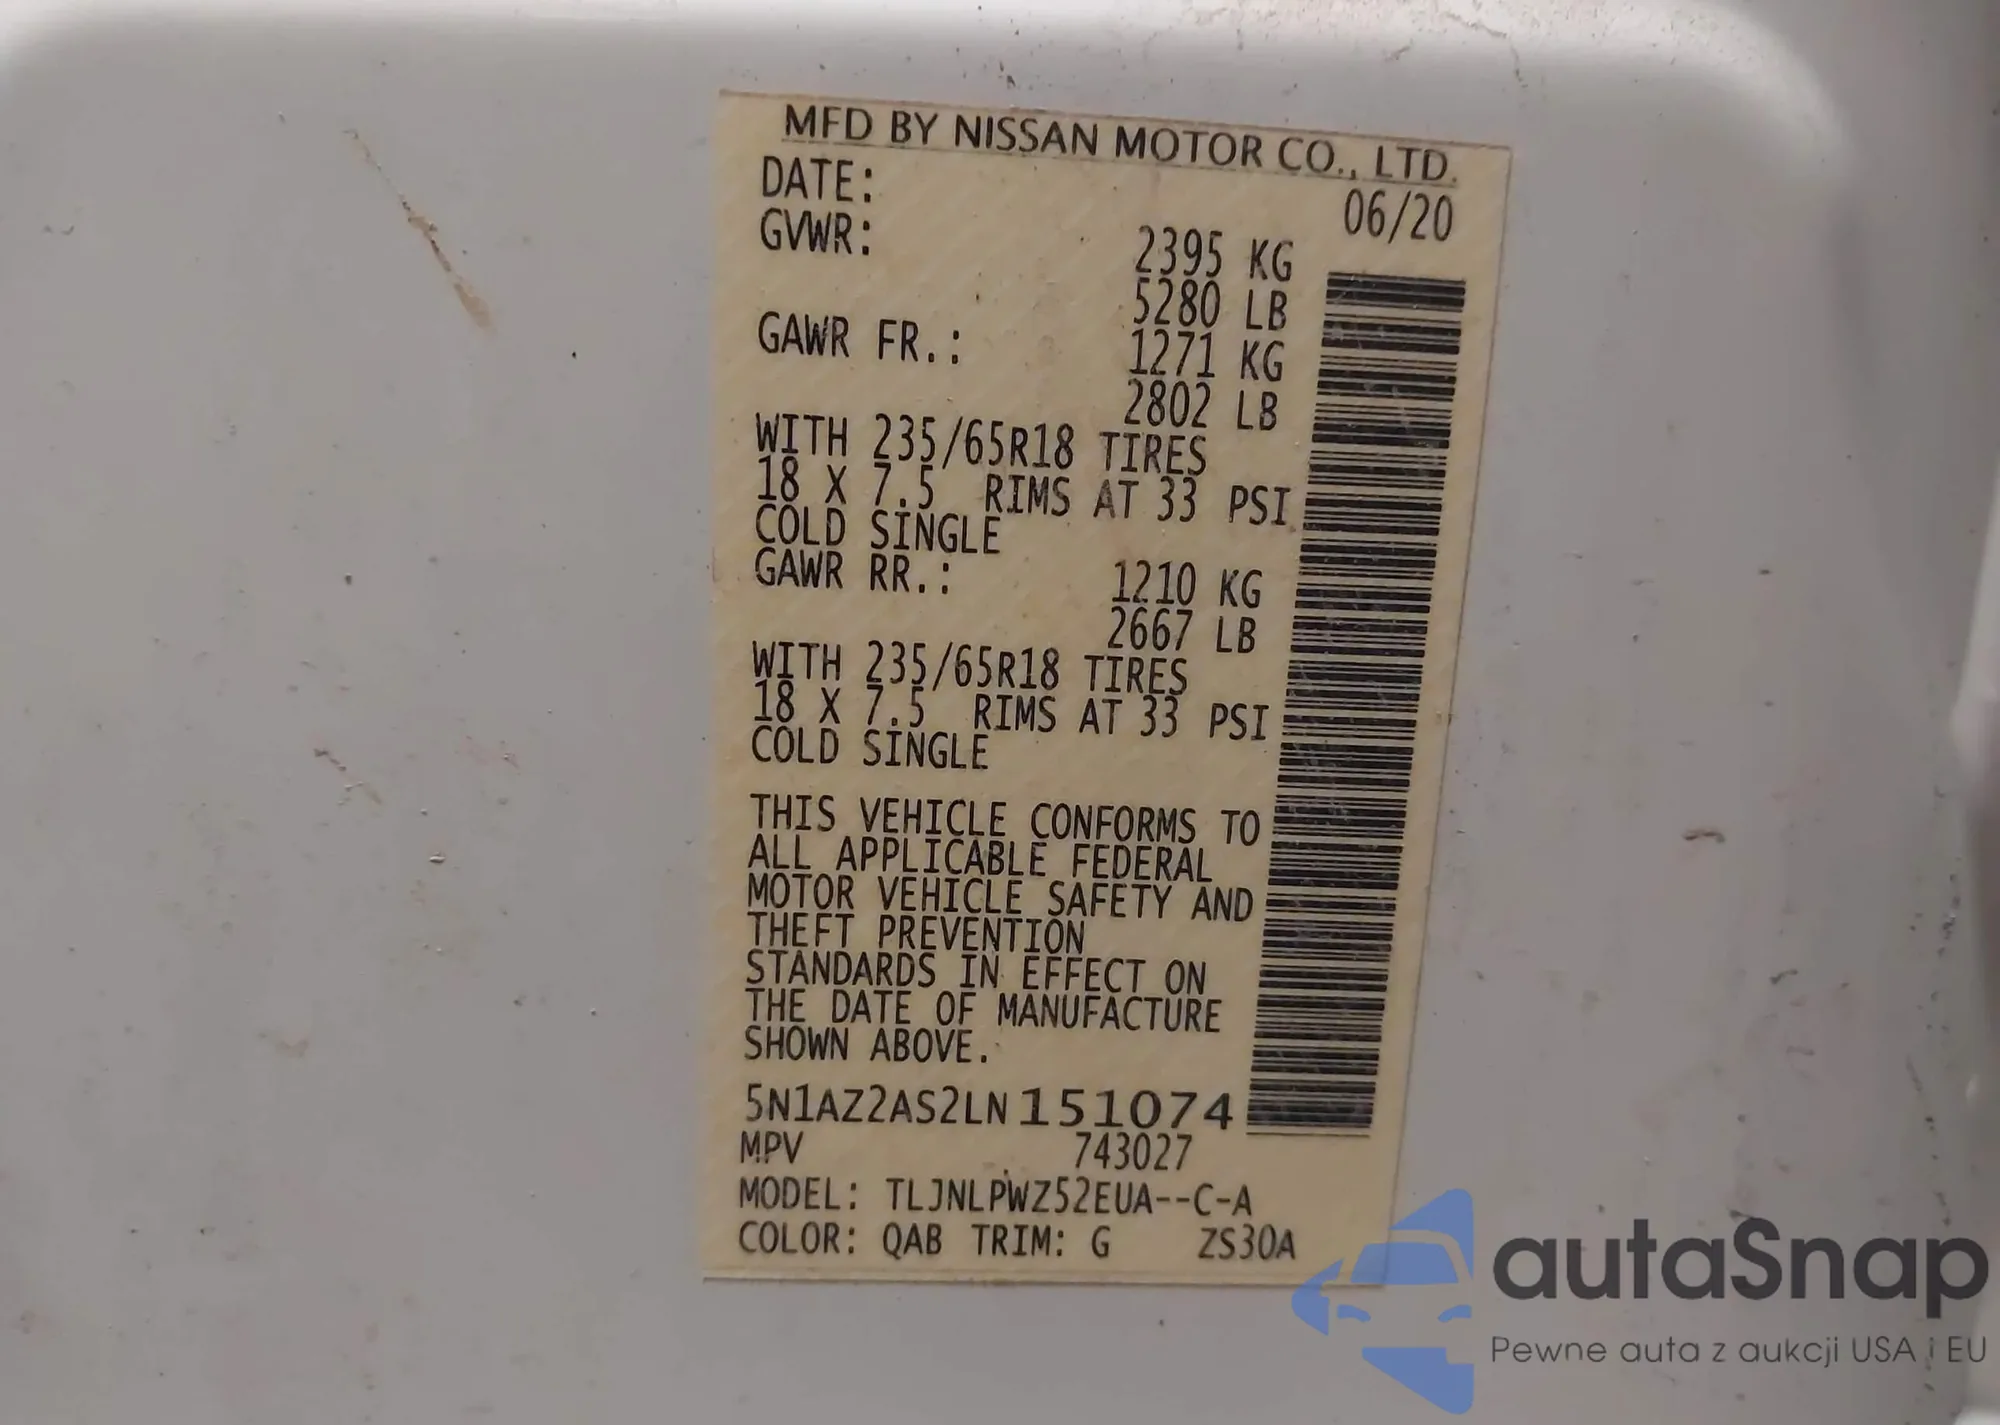 MFD BY NISSAN MOTOR CO., LTD.
DATE: 06/20
GVWR: 2395 KG
5280 LB
GAWR FR.: 1271 KG
2802 LB
WITH 235/65R18 TIRES
18 X 7.5 RIMS AT 33 PSI
COLD SINGLE
GAWR RR.: 1210 KG
2667 LB
WITH 235/65R18 TIRES
18 X 7.5 RIMS AT 33 PSI
COLD SINGLE
THIS VEHICLE CONFORMS TO
ALL APPLICABLE FEDERAL
MOTOR VEHICLE SAFETY AND
THEFT PREVENTION
STANDARDS IN EFFECT ON
THE DATE OF MANUFACTURE
SHOWN ABOVE.
5N1AZ2AS2LN151074
MPV 743027
MODEL: TLJNLPWZ52EUA--C-A
COLOR: QAB TRIM: G ZS30A
autaSnap
Pewne auta z aukcji USA i EU